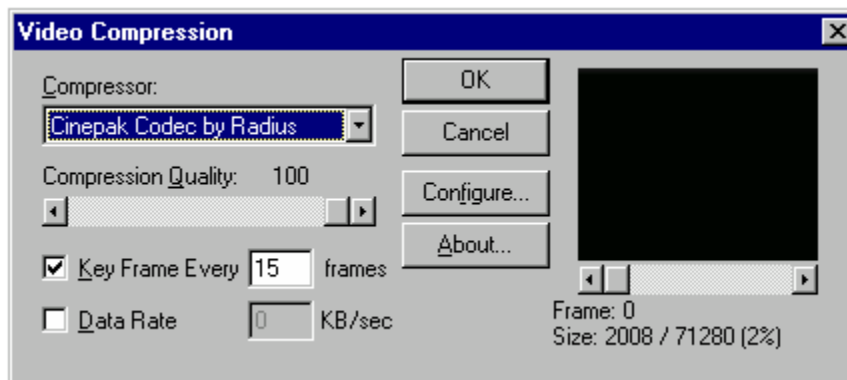 Video Compression
Compressor:
Cinepak Codec by Radius
Compression Quality: 100
Key Frame Every 15 frames
Data Rate 0 KB/sec
OK
Cancel
Configure...
About...
Frame: 0
Size: 2008 / 71280 (2%)